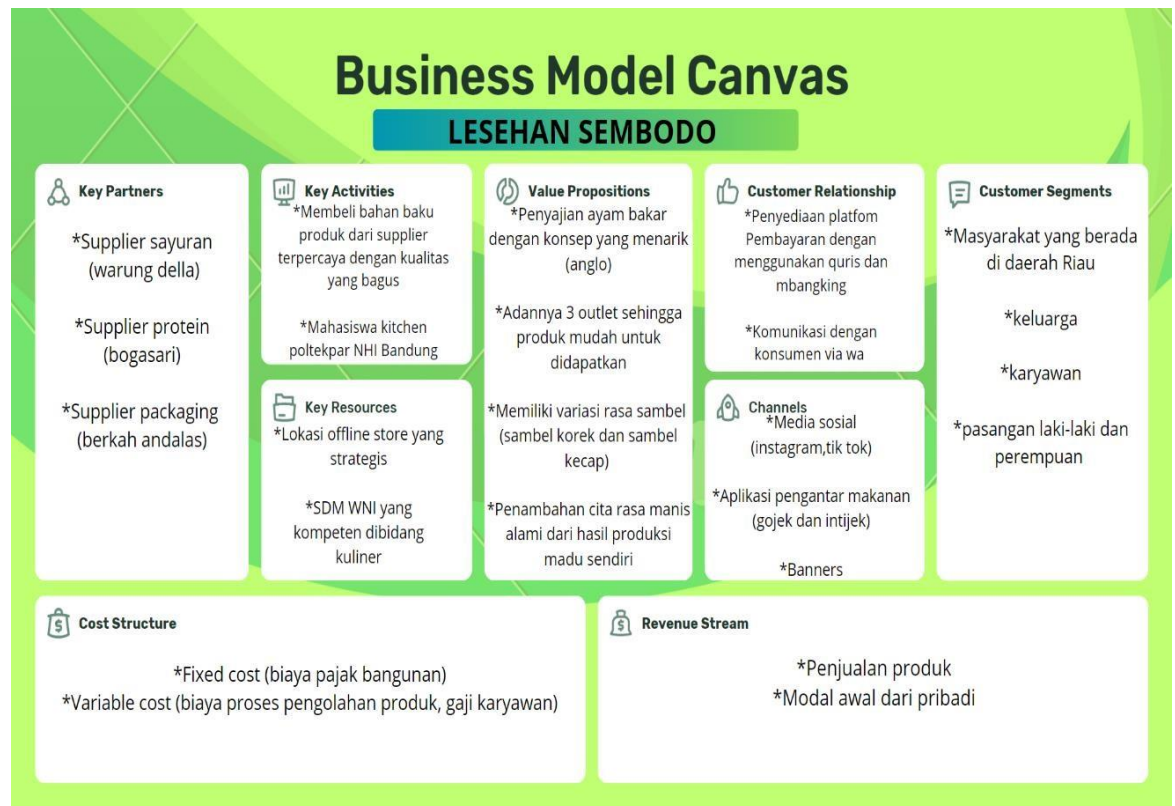 Business Model Canvas
LESEHAN SEMBODO
Key Partners
*Supplier sayuran
(warung della)
*Supplier protein
(bogasari)
*Supplier packaging
(berkah andalas)
Key Activities
*Membeli bahan baku
produk dari supplier
terpercaya dengan kualitas
yang bagus
*Mahasiswa kitchen
poltekpar NHI Bandung
Key Resources
*Lokasi offline store yang
strategis
*SDM WNI yang
kompeten dibidang
kuliner
Value Propositions
*Penyajian ayam bakar
dengan konsep yang menarik
(anglo)
*Adannya 3 outlet sehingga
produk mudah untuk
didapatkan
*Memiliki variasi rasa sambel
(sambel korek dan sambel
kecap)
*Penambahan cita rasa manis
alami dari hasil produksi
madu sendiri
Customer Relationship
*Penyediaan platfom
Pembayaran dengan
menggunakan quris dan
mbangking
*Komunikasi dengan
konsumen via wa
Channels
*Media sosial
(instagram,tik tok)
*Aplikasi pengantar makanan
(gojek dan intijek)
*Banners
Customer Segments
*Masyarakat yang berada
di daerah Riau
*keluarga
*karyawan
*pasangan laki-laki dan
perempuan
Cost Structure
*Fixed cost (biaya pajak bangunan)
*Variable cost (biaya proses pengolahan produk, gaji karyawan)
Revenue Stream
*Penjualan produk
*Modal awal dari pribadi